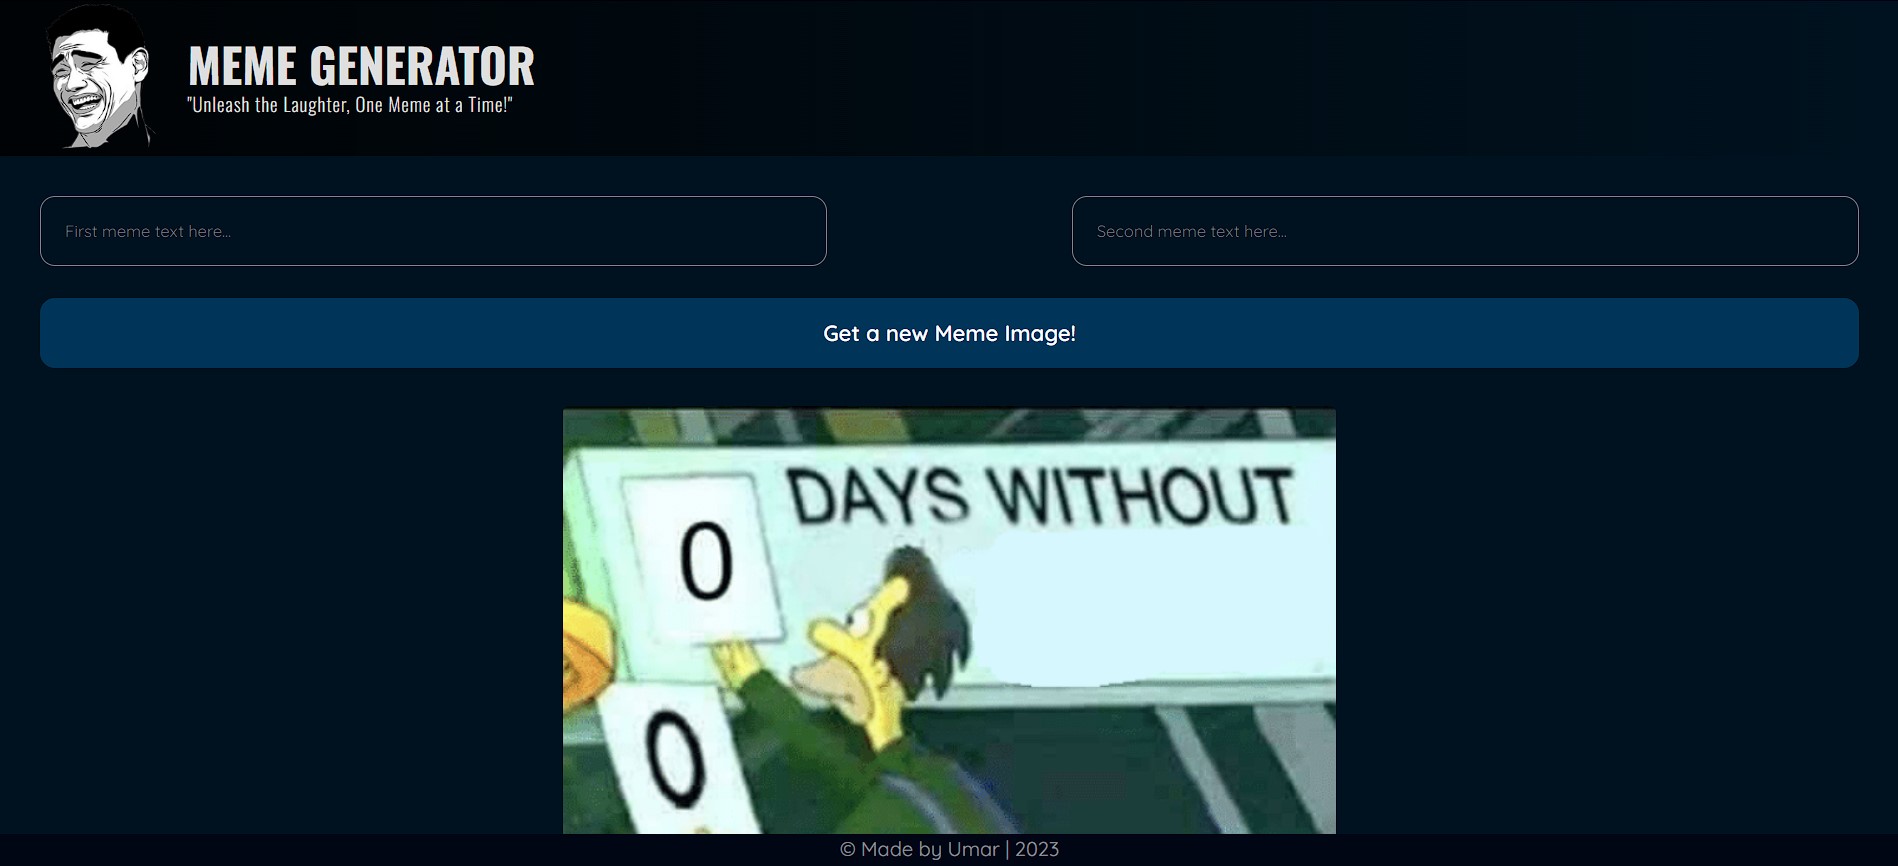 MEME GENERATOR
"Unleash the Laughter, One Meme at a Time!"
First meme text here...
Second meme text here...
Get a new Meme Image!
DAYS WITHOUT
0
0
© Made by Umar | 2023